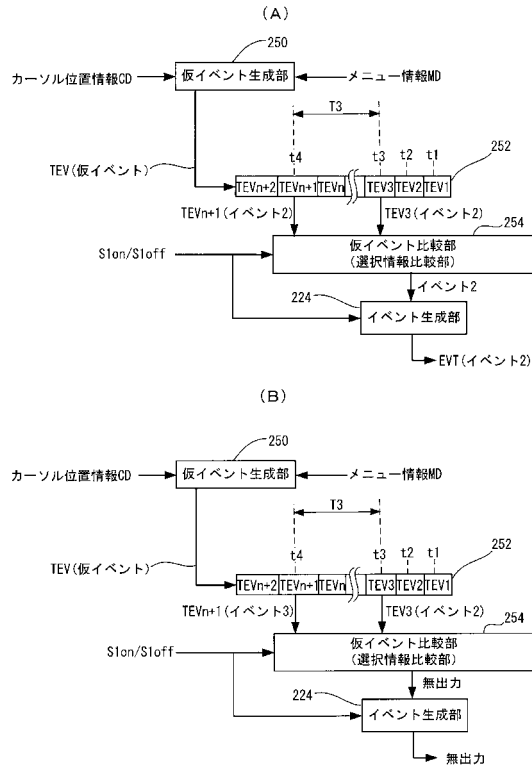 (A)
250
カーソル位置情報CD
仮イベント生成部
メニュー情報MD
T3
TEV(仮イベント)
t4
t3
t2
t1
252
TEVn+2
TEVn+1
TEVn
TEV3
TEV2
TEV1
TEVn+1(イベント2)
TEV3(イベント2)
254
S1on/S1off
仮イベント比較部
(選択情報比較部)
224
イベント2
イベント生成部
EVT(イベント2)
(B)
250
カーソル位置情報CD
仮イベント生成部
メニュー情報MD
T3
TEV(仮イベント)
t4
t3
t2
t1
252
TEVn+2
TEVn+1
TEVn
TEV3
TEV2
TEV1
TEVn+1(イベント3)
TEV3(イベント2)
254
S1on/S1off
仮イベント比較部
(選択情報比較部)
224
無出力
イベント生成部
無出力